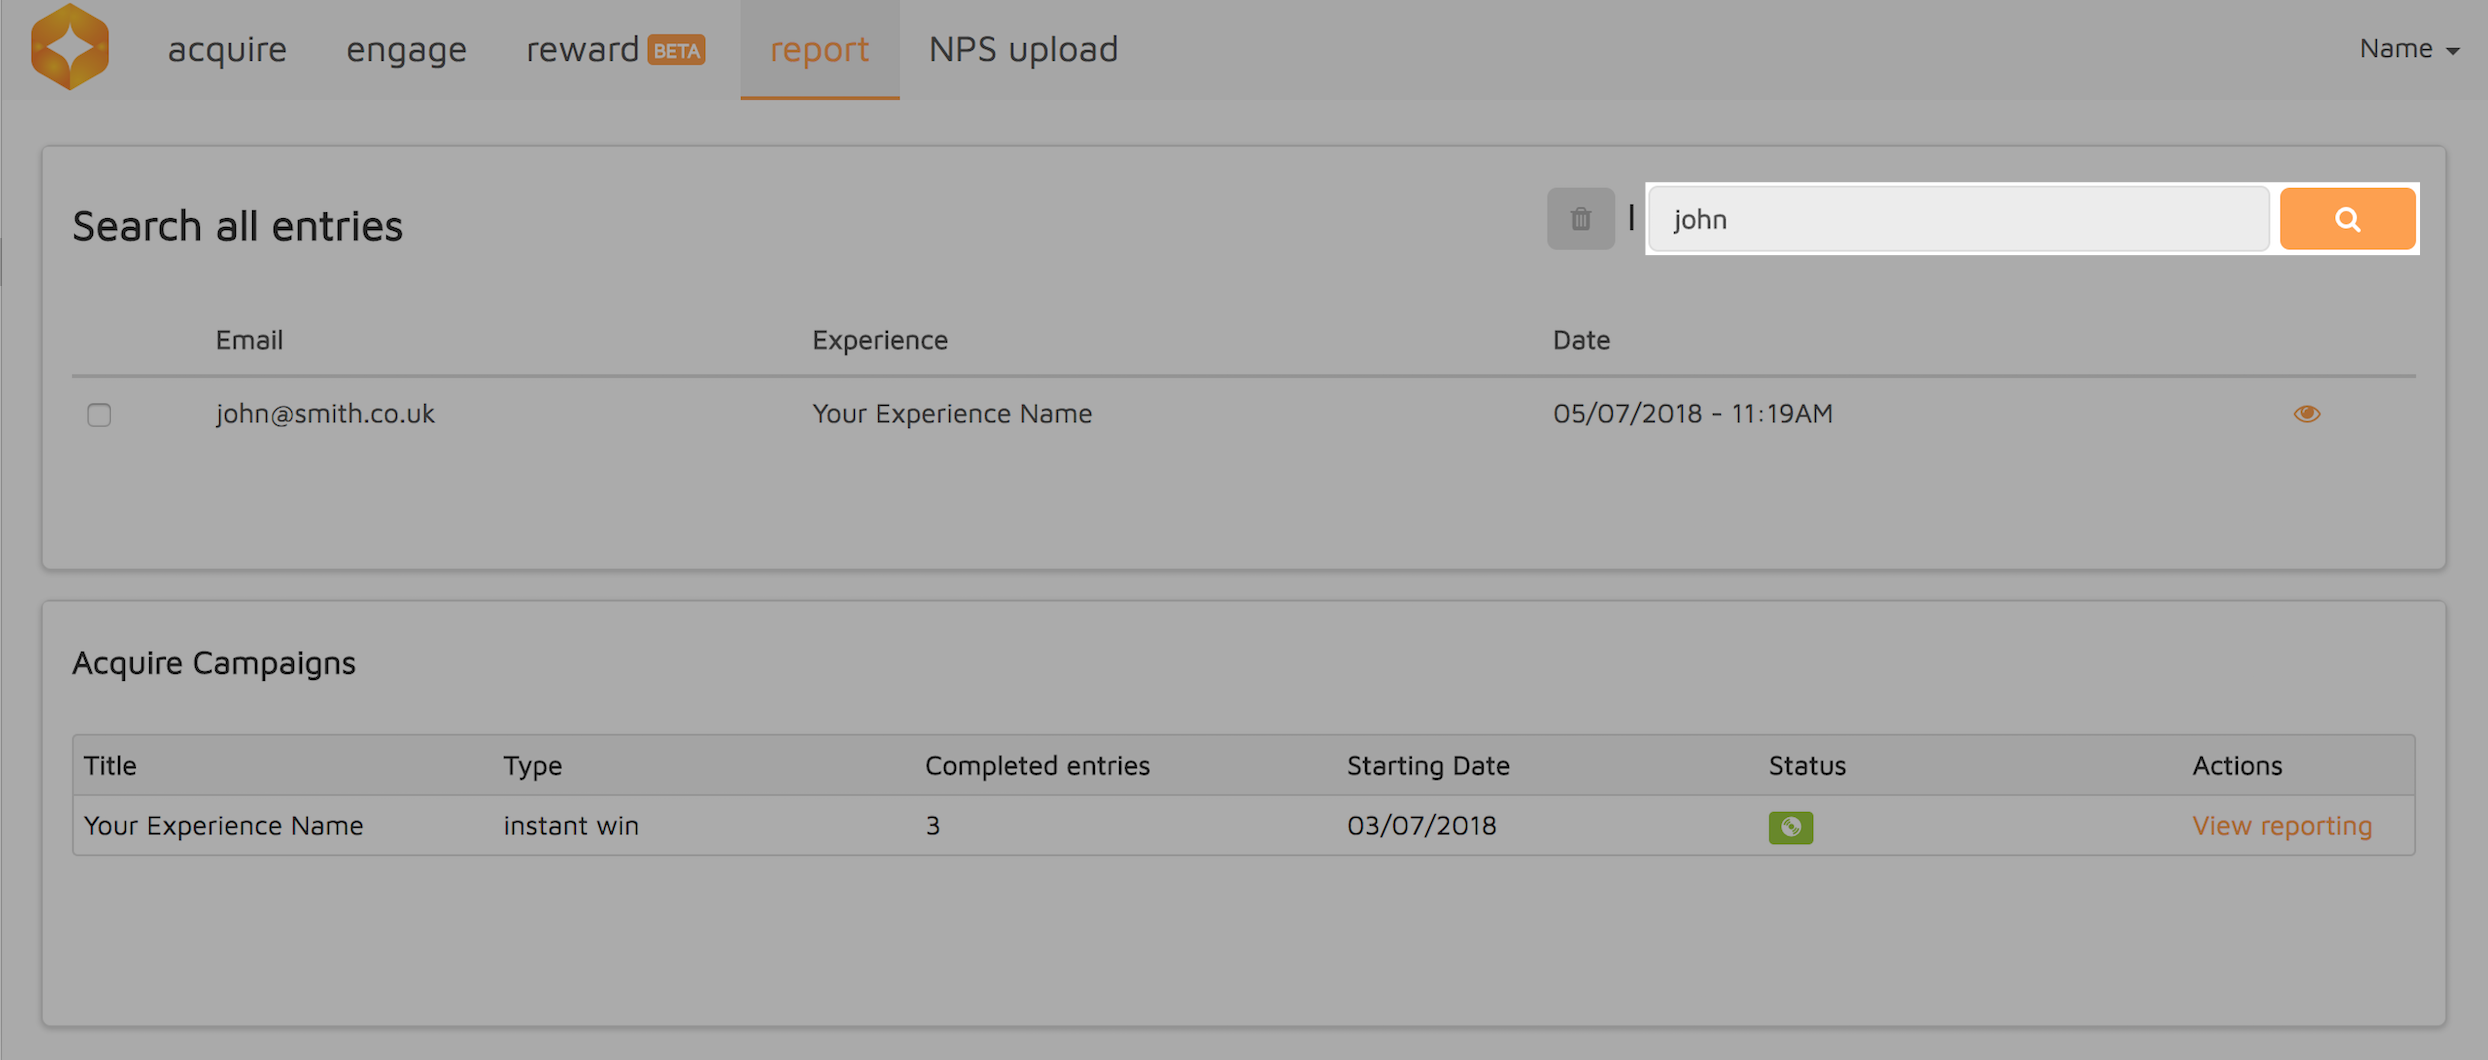 acquire engage reward BETA report NPS upload Name
Search all entries john
Email Experience Date
john@smith.co.uk Your Experience Name 05/07/2018 - 11:19AM
Acquire Campaigns
Title Type Completed entries Starting Date Status Actions
Your Experience Name instant win 3 03/07/2018 View reporting